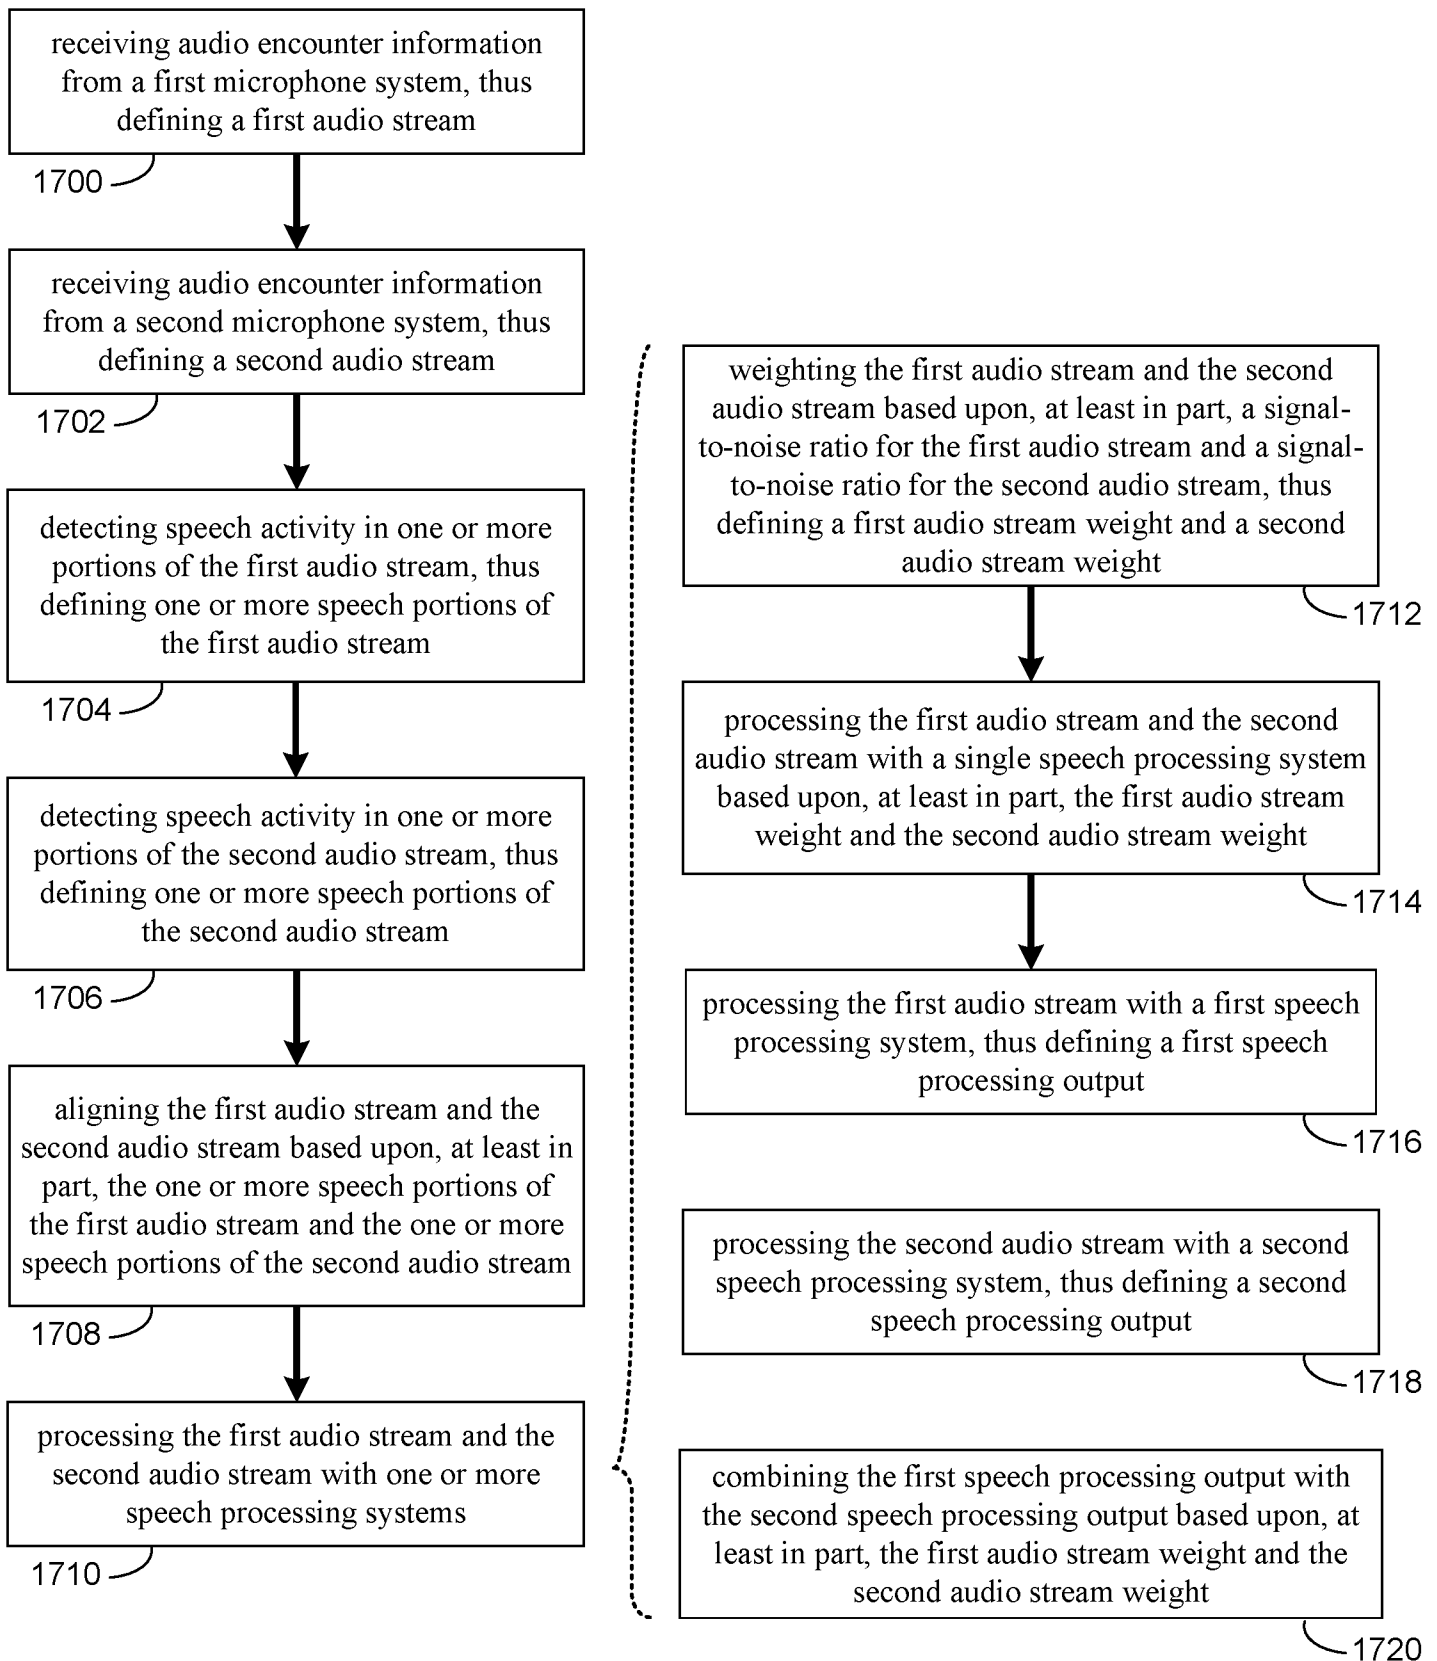 receiving audio encounter information
from a first microphone system, thus
defining a first audio stream
1700
receiving audio encounter information
from a second microphone system, thus
defining a second audio stream
1702
detecting speech activity in one or more
portions of the first audio stream, thus
defining one or more speech portions of
the first audio stream
1704
detecting speech activity in one or more
portions of the second audio stream, thus
defining one or more speech portions of
the second audio stream
1706
aligning the first audio stream and the
second audio stream based upon, at least in
part, the one or more speech portions of
the first audio stream and the one or more
speech portions of the second audio stream
1708
processing the first audio stream and the
second audio stream with one or more
speech processing systems
1710
weighting the first audio stream and the second
audio stream based upon, at least in part, a signal-
to-noise ratio for the first audio stream and a signal-
to-noise ratio for the second audio stream, thus
defining a first audio stream weight and a second
audio stream weight
1712
processing the first audio stream and the second
audio stream with a single speech processing system
based upon, at least in part, the first audio stream
weight and the second audio stream weight
1714
processing the first audio stream with a first speech
processing system, thus defining a first speech
processing output
1716
processing the second audio stream with a second
speech processing system, thus defining a second
speech processing output
1718
combining the first speech processing output with
the second speech processing output based upon, at
least in part, the first audio stream weight and the
second audio stream weight
1720